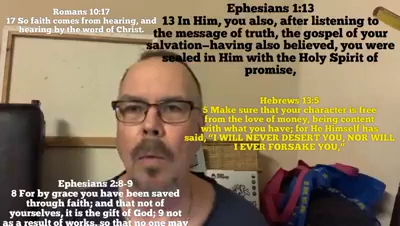 Romans 10:17
17 So faith comes from hearing, and
hearing by the word of Christ.
Ephesians 1:13
13 In Him, you also, after listening to
the message of truth, the gospel of your
salvation—having also believed, you were
sealed in Him with the Holy Spirit of
promise,
Hebrews 13:5
5 Make sure that your character is free
from the love of money, being content
with what you have; for He Himself has
said, "I WILL NEVER DESERT YOU, NOR WILL
I EVER FORSAKE YOU,"
Ephesians 2:8-9
8 For by grace you have been saved
through faith; and that not of
yourselves, it is the gift of God; 9 not
as a result of works, so that no one may